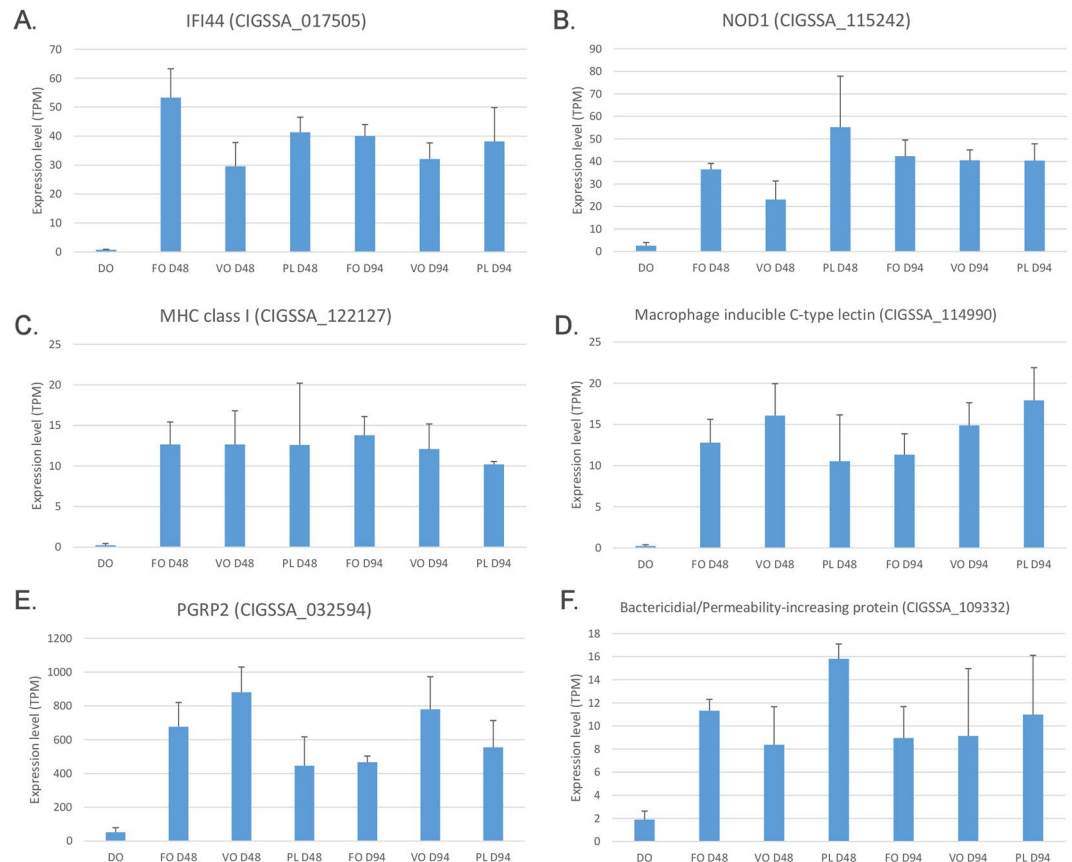 A.
IFI44 (CIGSSA_017505)
Expression level (TPM)
70
60
50
40
30
20
10
0
DO FO D48 VO D48 PL D48 FO D94 VO D94 PL D94
B.
NOD1 (CIGSSA_115242)
Expression level (TPM)
90
80
70
60
50
40
30
20
10
0
DO FO D48 VO D48 PL D48 FO D94 VO D94 PL D94
C.
MHC class I (CIGSSA_122127)
Expression level (TPM)
25
20
15
10
5
0
DO FO D48 VO D48 PL D48 FO D94 VO D94 PL D94
D.
Macrophage inducible C-type lectin (CIGSSA_114990)
Expression level (TPM)
25
20
15
10
5
0
DO FO D48 VO D48 PL D48 FO D94 VO D94 PL D94
E.
PGRP2 (CIGSSA_032594)
Expression level (TPM)
1200
1000
800
600
400
200
0
DO FO D48 VO D48 PL D48 FO D94 VO D94 PL D94
F.
Bactericidial/Permeability-increasing protein (CIGSSA_109332)
Expression level (TPM)
18
16
14
12
10
8
6
4
2
0
DO FO D48 VO D48 PL D48 FO D94 VO D94 PL D94